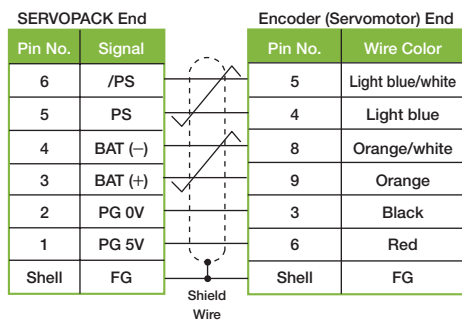 SERVOPACK End Encoder (Servomotor) End
Pin No. Signal Pin No. Wire Color
6 /PS 5 Light blue/white
5 PS 4 Light blue
4 BAT (−) 8 Orange/white
3 BAT (+) 9 Orange
2 PG 0V 3 Black
1 PG 5V 6 Red
Shell FG Shell FG
Shield
Wire